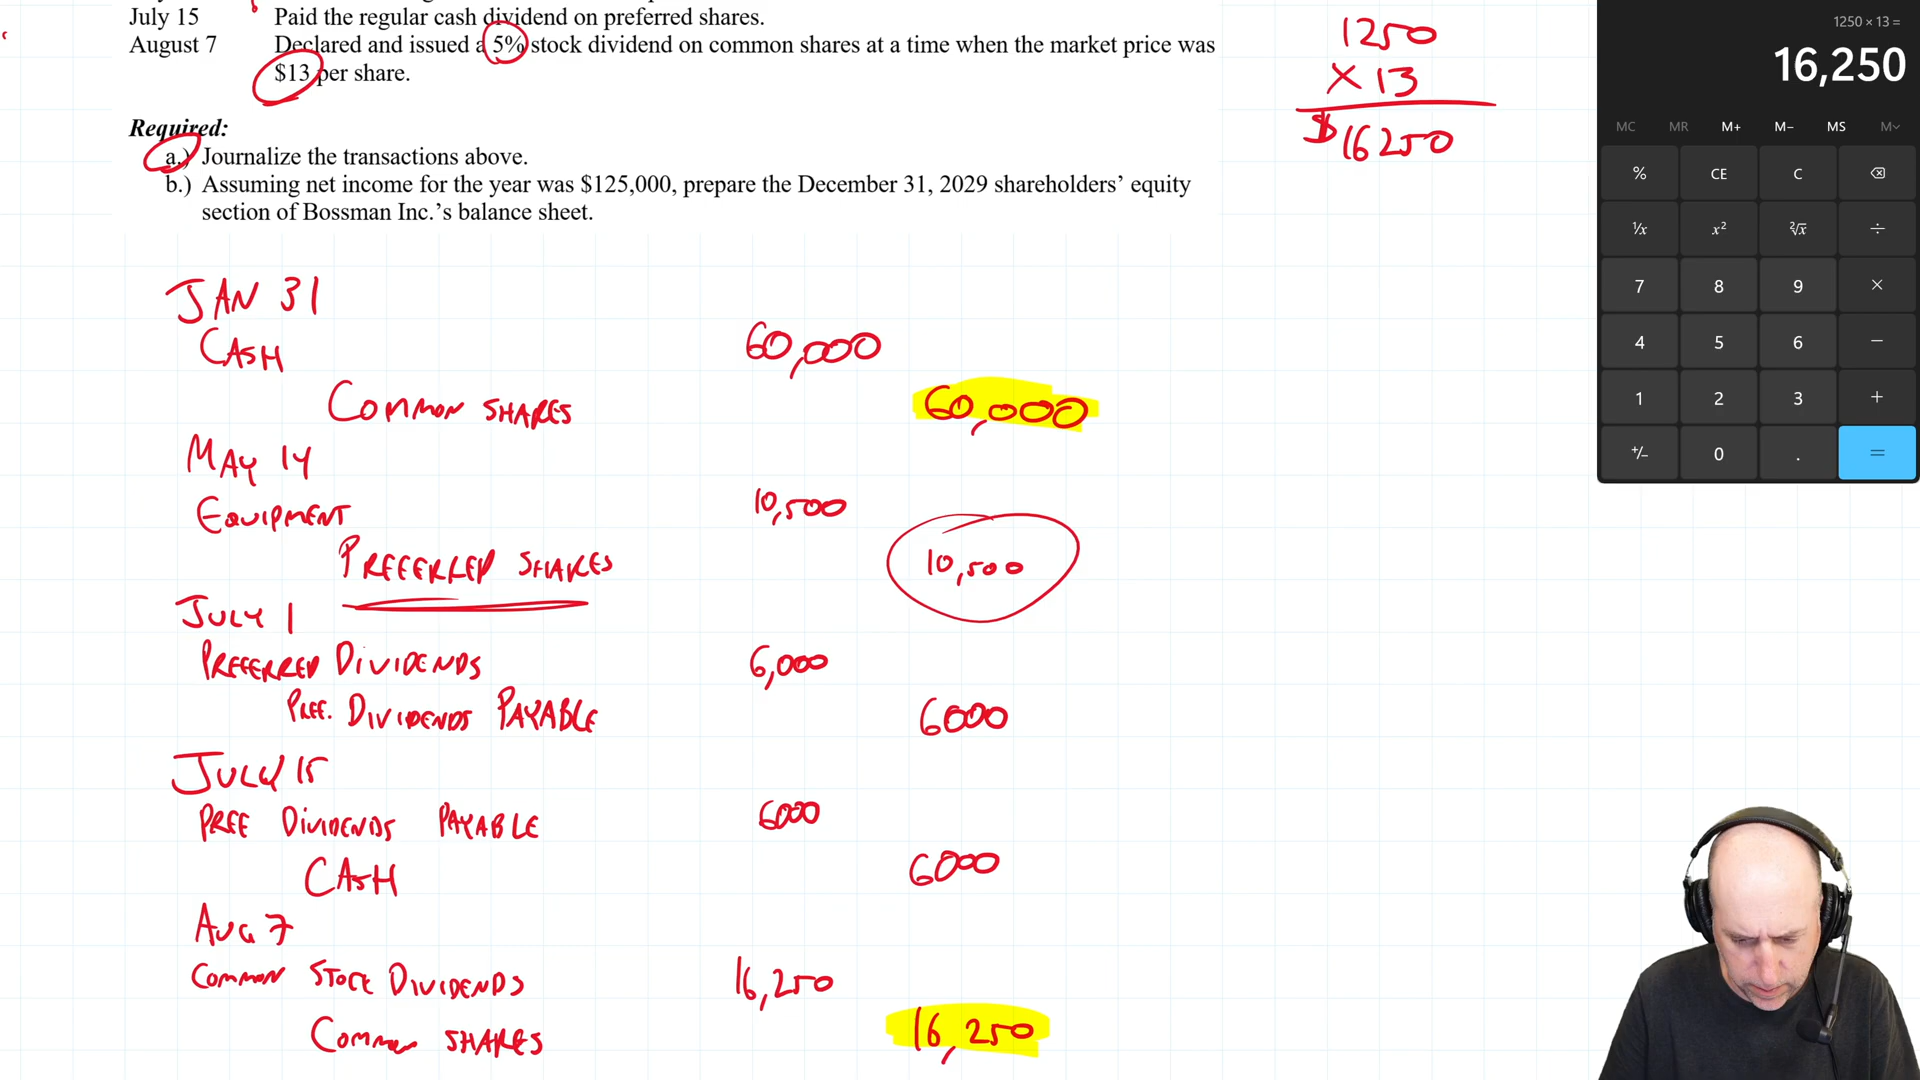 July 15 Paid the regular cash dividend on preferred shares.
August 7 Declared and issued a 5% stock dividend on common shares at a time when the market price was
$13 per share.
Required:
a.) Journalize the transactions above.
b.) Assuming net income for the year was $125,000, prepare the December 31, 2029 shareholders’ equity
section of Bossman Inc.’s balance sheet.
1250
X 13
$16250
JAN 31
CASH 60,000
COMMON SHARES 60,000
MAY 14
EQUIPMENT 10,500
PREFERRED SHARES 10,500
JULY 1
PREFERRED DIVIDENDS 6,000
PREF. DIVIDENDS PAYABLE 6000
JULY 15
PREF DIVIDENDS PAYABLE 6000
CASH 6000
AUG 7
COMMON STOCK DIVIDENDS 16,250
COMMON SHARES 16,250
1250 × 13 =
16,250
MC MR M+ M− MS M˅
% CE C ⌫
¹/x x² ²√x ÷
7 8 9 ×
4 5 6 −
1 2 3 +
+/− 0 . =